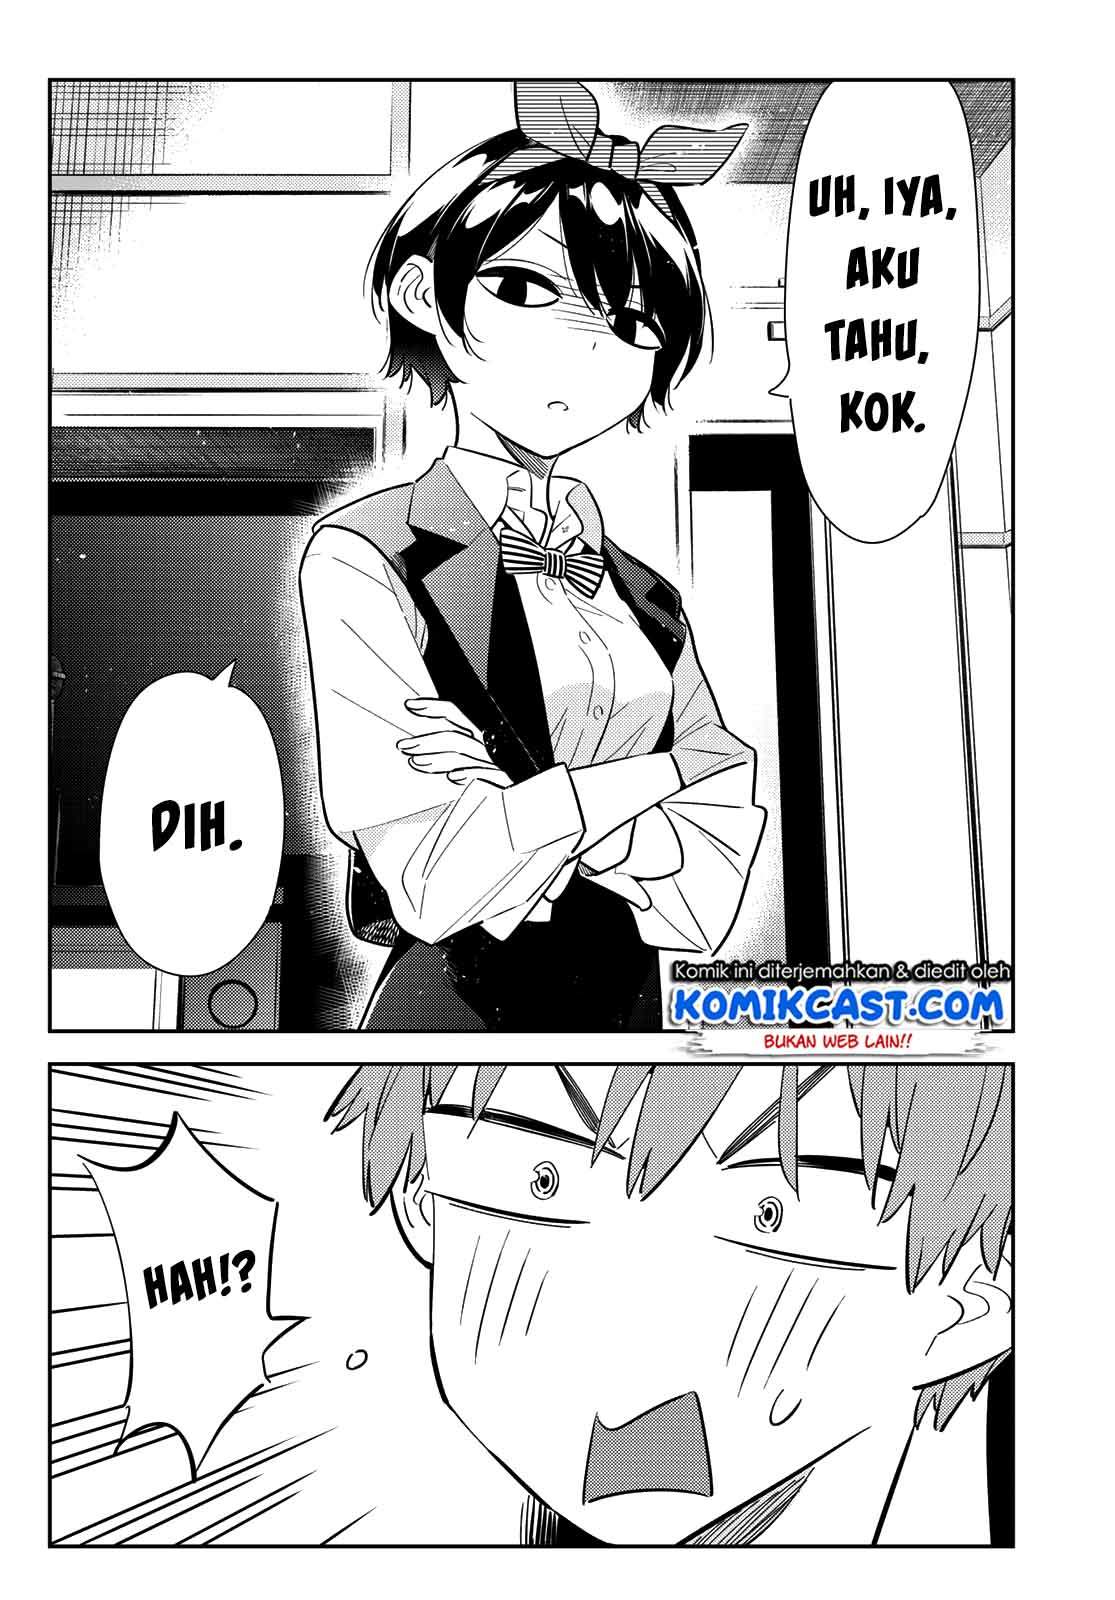 UH, IYA,
AKU
TAHU,
KOK.
DIH.
Komik ini diterjemahkan & diedit oleh
KOMIKCAST.COM
BUKAN WEB LAIN!!
HAH!?